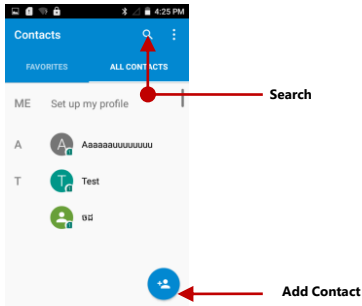 4:25 PM
Contacts
FAVORITES
ALL CONTACTS
ME
Set up my profile
Search
A
A
Aaaaaauuuuuuuu
T
T
Test
Add Contact